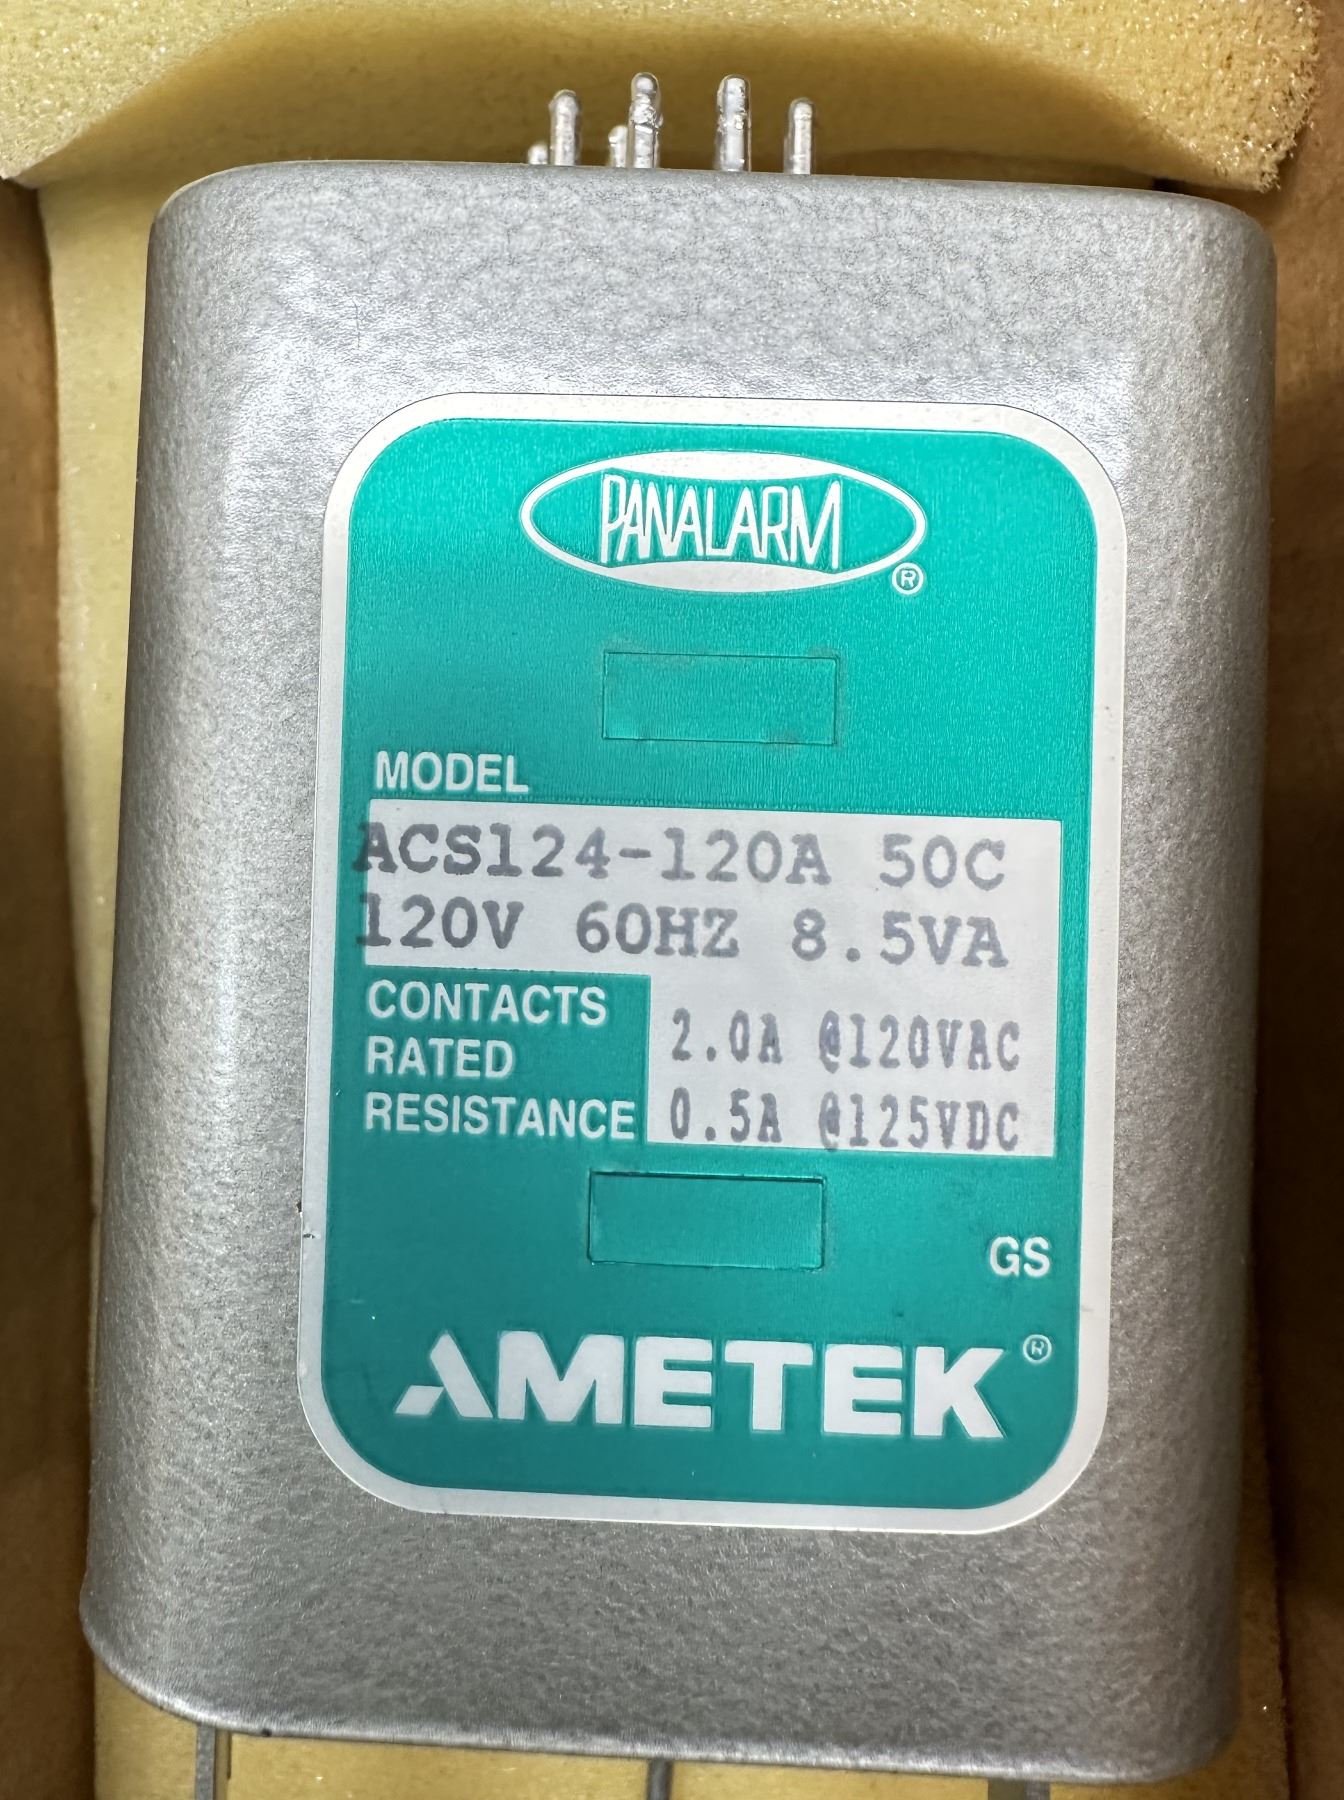 PANALARM
®
MODEL
ACS124-120A 50C
120V 60HZ 8.5VA
CONTACTS
RATED
RESISTANCE
2.0A @120VAC
0.5A @125VDC
GS
AMETEK®